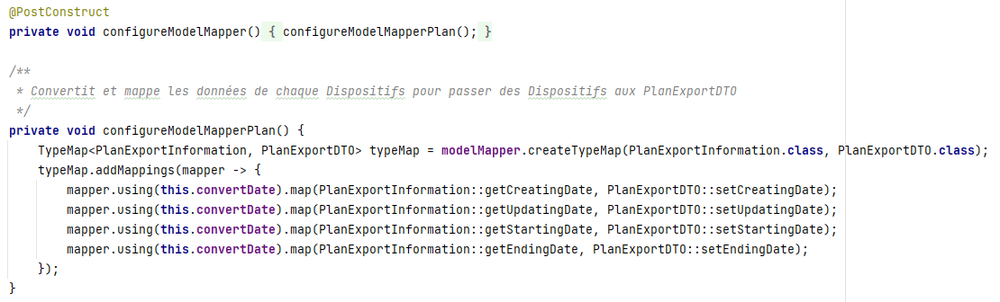 @PostConstruct
private void configureModelMapper() { configureModelMapperPlan(); }
/**
 * Convertit et mappe les données de chaque Dispositifs pour passer des Dispositifs aux PlanExportDTO
 */
private void configureModelMapperPlan() {
    TypeMap<PlanExportInformation, PlanExportDTO> typeMap = modelMapper.createTypeMap(PlanExportInformation.class, PlanExportDTO.class);
    typeMap.addMappings(mapper -> {
        mapper.using(this.convertDate).map(PlanExportInformation::getCreatingDate, PlanExportDTO::setCreatingDate);
        mapper.using(this.convertDate).map(PlanExportInformation::getUpdatingDate, PlanExportDTO::setUpdatingDate);
        mapper.using(this.convertDate).map(PlanExportInformation::getStartingDate, PlanExportDTO::setStartingDate);
        mapper.using(this.convertDate).map(PlanExportInformation::getEndingDate, PlanExportDTO::setEndingDate);
    });
}